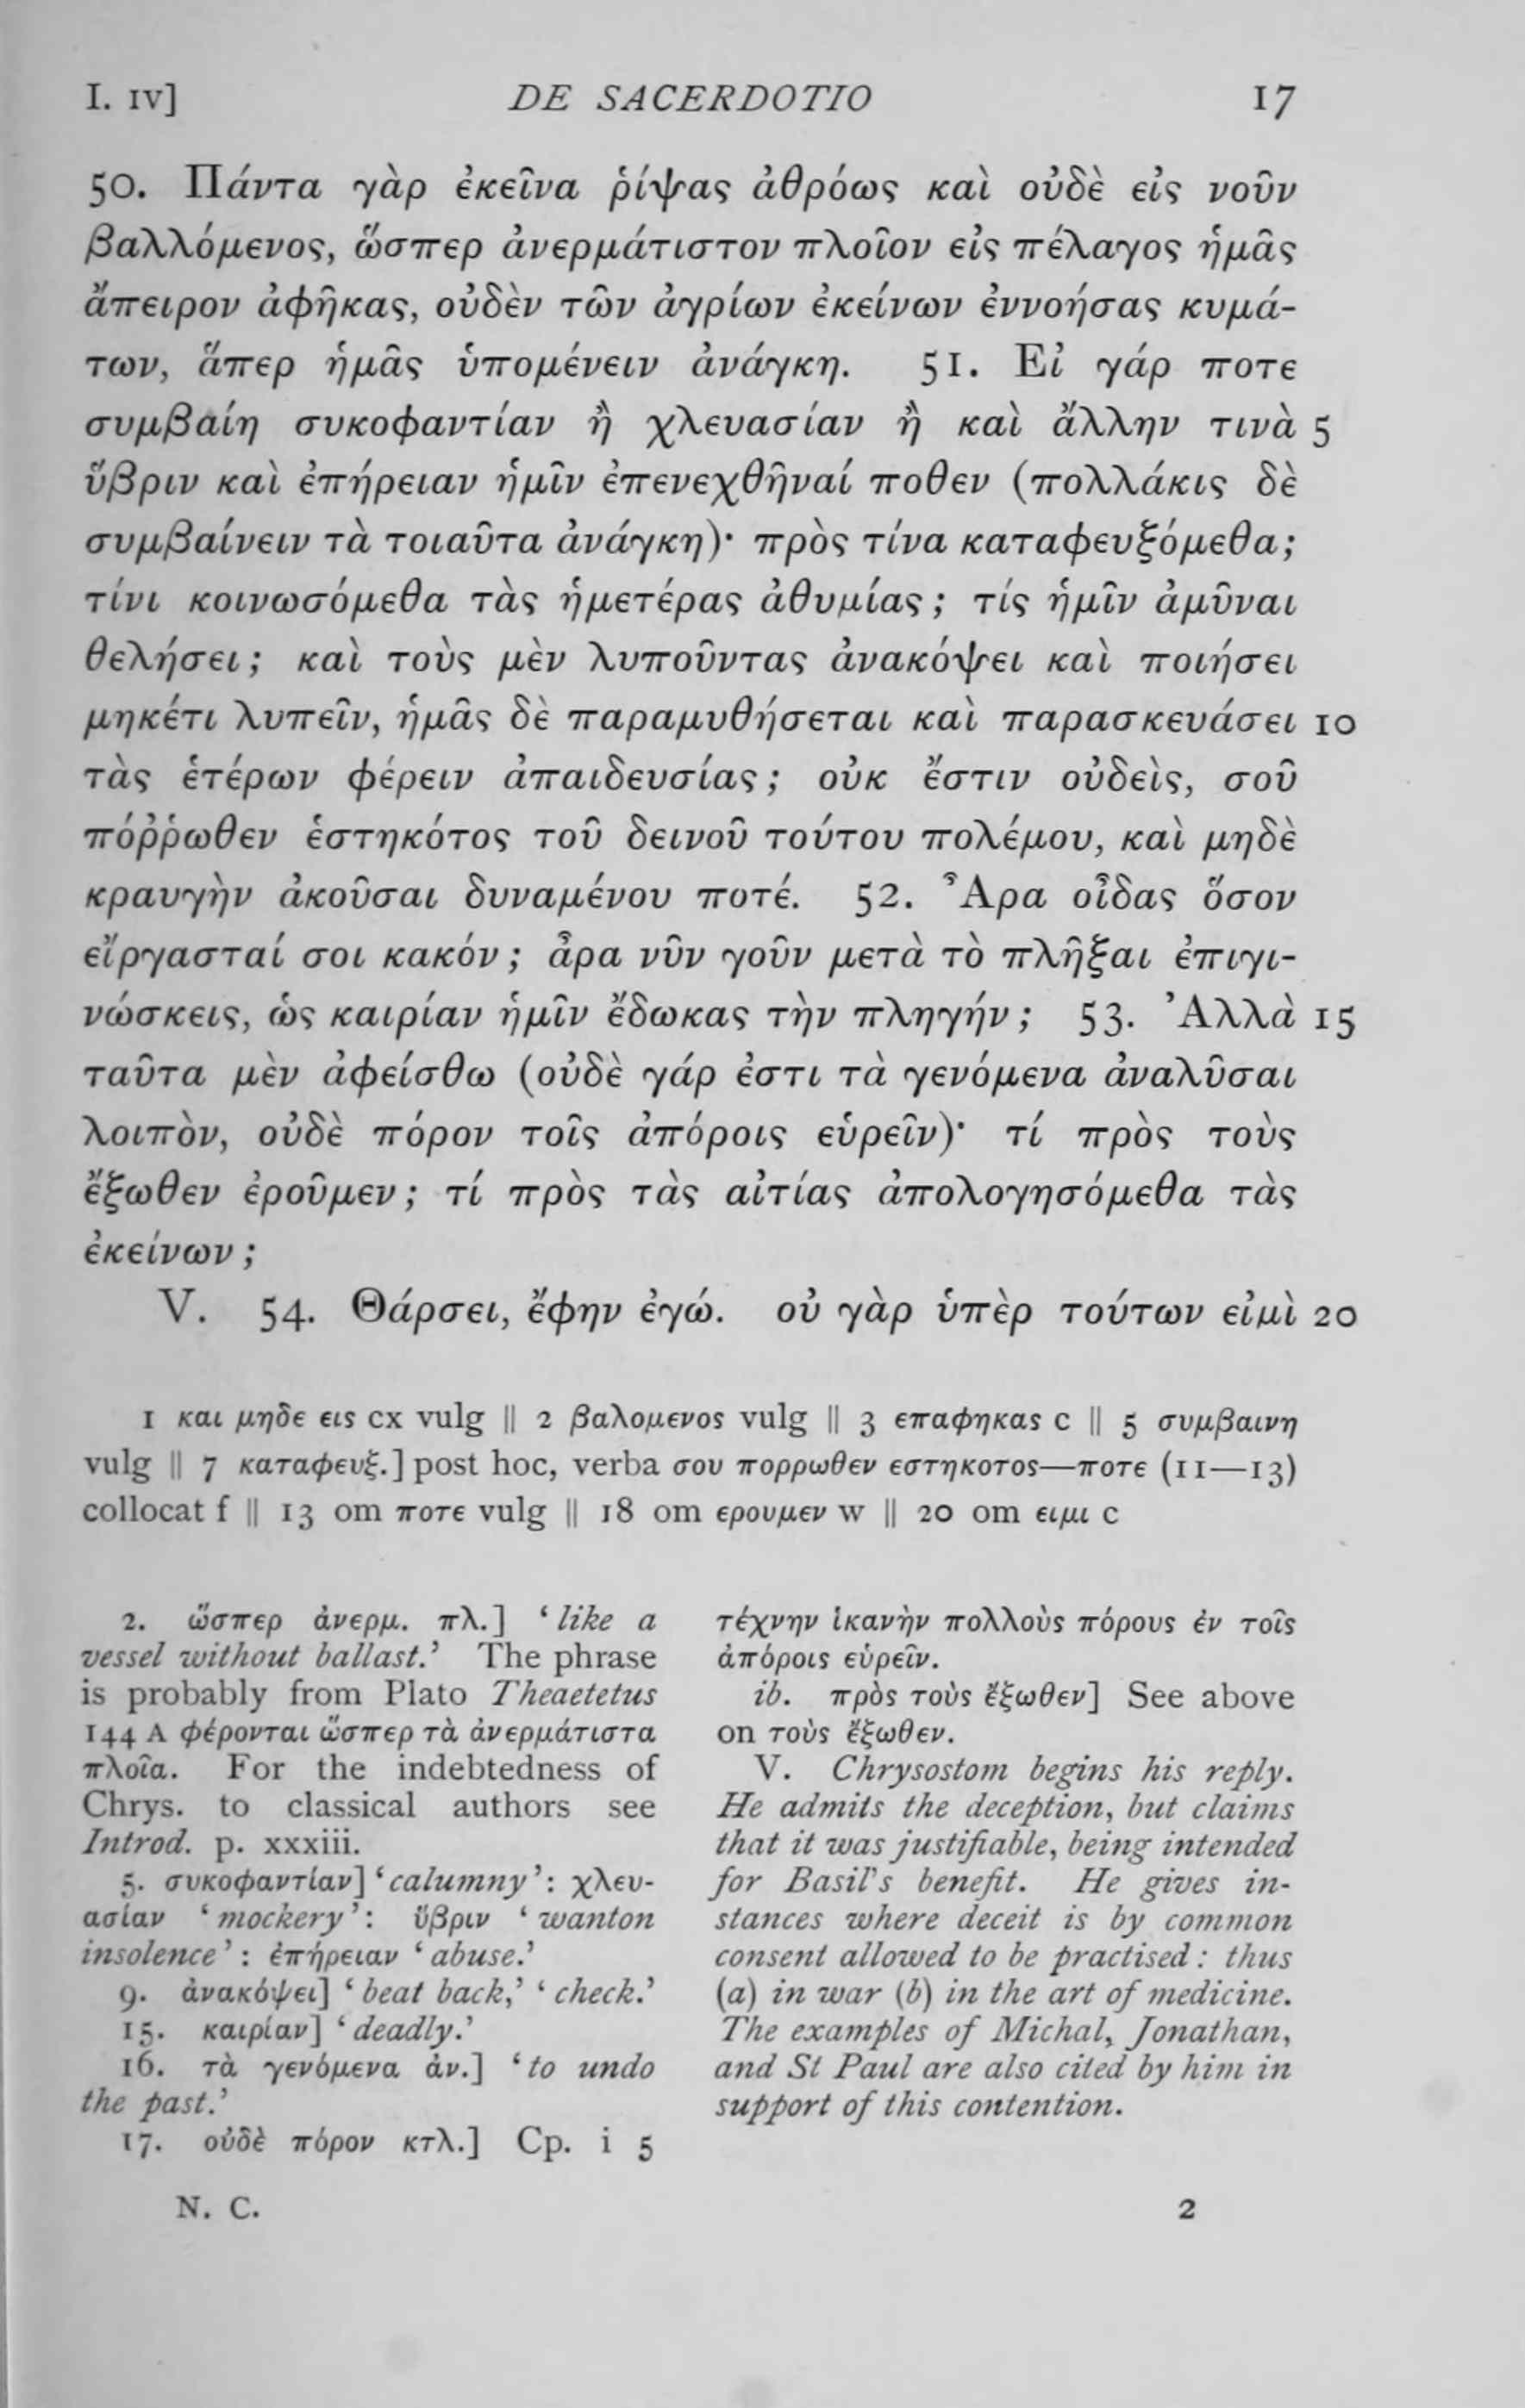 I. IV] DE SACERDOTIO 17
50. Πάντα γὰρ ἐκεῖνα ῥίψας ἀθρόως καὶ οὐδὲ εἰς νοῦν
βαλλόμενος, ὥσπερ ἀνερμάτιστον πλοῖον εἰς πέλαγος ἡμᾶς
ἄπειρον ἀφῆκας, οὐδὲν τῶν ἀγρίων ἐκείνων ἐννοήσας κυμά-
των, ἅπερ ἡμᾶς ὑπομένειν ἀνάγκη. 51. Εἰ γάρ ποτε
συμβαίη συκοφαντίαν ἢ χλευασίαν ἢ καὶ ἄλλην τινὰ 5
ὕβριν καὶ ἐπήρειαν ἡμῖν ἐπενεχθῆναί ποθεν (πολλάκις δὲ
συμβαίνειν τὰ τοιαῦτα ἀνάγκη)· πρὸς τίνα καταφευξόμεθα;
τίνι κοινωσόμεθα τὰς ἡμετέρας ἀθυμίας; τίς ἡμῖν ἀμῦναι
θελήσει; καὶ τοὺς μὲν λυποῦντας ἀνακόψει καὶ ποιήσει
μηκέτι λυπεῖν, ἡμᾶς δὲ παραμυθήσεται καὶ παρασκευάσει 10
τὰς ἑτέρων φέρειν ἀπαιδευσίας; οὐκ ἔστιν οὐδεὶς, σοῦ
πόῤῥωθεν ἑστηκότος τοῦ δεινοῦ τούτου πολέμου, καὶ μηδὲ
κραυγὴν ἀκοῦσαι δυναμένου ποτέ. 52. Ἆρα οἶδας ὅσον
εἴργασταί σοι κακόν; ἆρα νῦν γοῦν μετὰ τὸ πλῆξαι ἐπιγι-
νώσκεις, ὡς καιρίαν ἡμῖν ἔδωκας τὴν πληγήν; 53. Ἀλλὰ 15
ταῦτα μὲν ἀφείσθω (οὐδὲ γάρ ἐστι τὰ γενόμενα ἀναλῦσαι
λοιπὸν, οὐδὲ πόρον τοῖς ἀπόροις εὑρεῖν)· τί πρὸς τοὺς
ἔξωθεν ἐροῦμεν; τί πρὸς τὰς αἰτίας ἀπολογησόμεθα τὰς
ἐκείνων;
V. 54. Θάρσει, ἔφην ἐγώ. οὐ γὰρ ὑπὲρ τούτων εἰμὶ 20
1 και μηδε εις cx vulg || 2 βαλομενος vulg || 3 επαφηκας c || 5 συμβαινη
vulg || 7 καταφευξ.] post hoc, verba σου πορρωθεν εστηκοτος—ποτε (11—13)
collocat f || 13 om ποτε vulg || 18 om ερουμεν w || 20 om ειμι c
2. ὥσπερ ἀνερμ. πλ.] ‘like a
vessel without ballast.’ The phrase
is probably from Plato Theaetetus
144 A φέρονται ὥσπερ τὰ ἀνερμάτιστα
πλοῖα. For the indebtedness of
Chrys. to classical authors see
Introd. p. xxxiii.
5. συκοφαντίαν] ‘calumny’: χλευ-
ασίαν ‘mockery’: ὕβριν ‘wanton
insolence’: ἐπήρειαν ‘abuse.’
9. ἀνακόψει] ‘beat back,’ ‘check.’
15. καιρίαν] ‘deadly.’
16. τὰ γενόμενα ἀν.] ‘to undo
the past.’
17. οὐδὲ πόρον κτλ.] Cp. i 5
τέχνην ἱκανὴν πολλοὺς πόρους ἐν τοῖς
ἀπόροις εὑρεῖν.
ib. πρὸς τοὺς ἔξωθεν] See above
on τοὺς ἔξωθεν.
V. Chrysostom begins his reply.
He admits the deception, but claims
that it was justifiable, being intended
for Basil's benefit. He gives in-
stances where deceit is by common
consent allowed to be practised: thus
(a) in war (b) in the art of medicine.
The examples of Michal, Jonathan,
and St Paul are also cited by him in
support of this contention.
N. C. 2